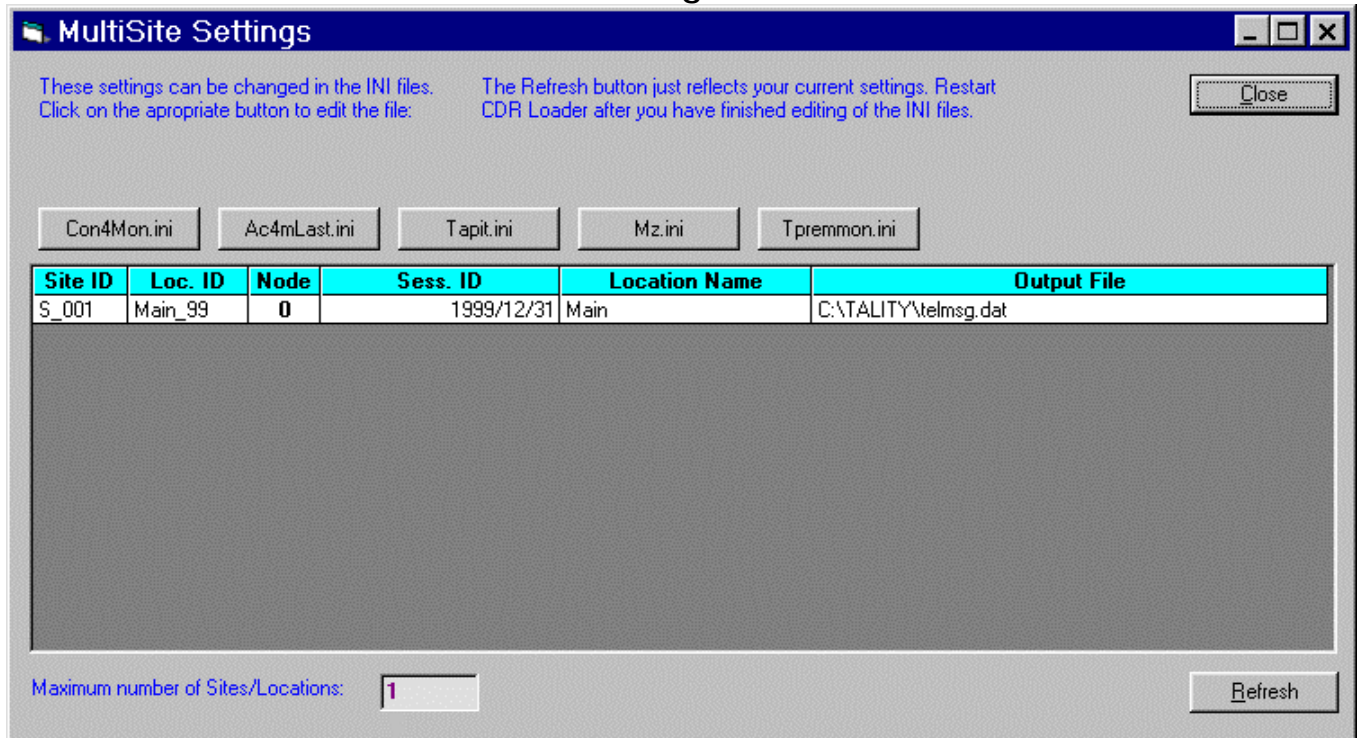 MultiSite Settings
These settings can be changed in the INI files.
Click on the apropriate button to edit the file:
The Refresh button just reflects your current settings. Restart
CDR Loader after you have finished editing of the INI files.
Close
Con4Mon.ini Ac4mLast.ini Tapit.ini Mz.ini Tpremmon.ini
Site ID Loc. ID Node Sess. ID Location Name Output File
S_001 Main_99 0 1999/12/31 Main C:\TALITY\telmsg.dat
Maximum number of Sites/Locations: 1
Refresh